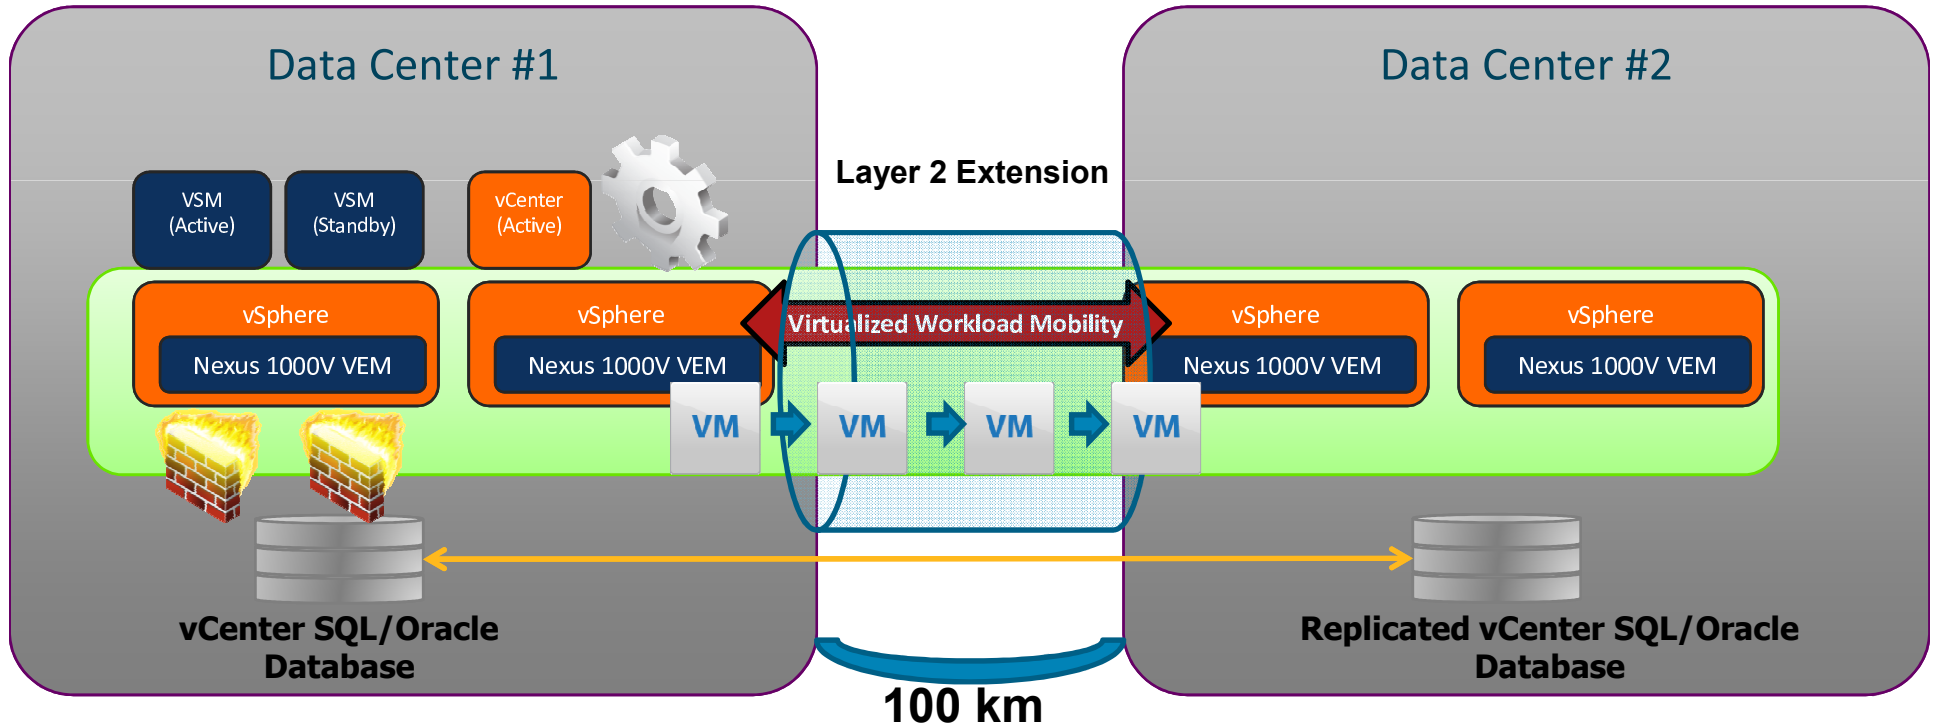 Data Center #1
Data Center #2
Layer 2 Extension
VSM
(Active)
VSM
(Standby)
vCenter
(Active)
vSphere
Nexus 1000V VEM
vSphere
Nexus 1000V VEM
Virtualized Workload Mobility
vSphere
Nexus 1000V VEM
vSphere
Nexus 1000V VEM
VM
VM
VM
VM
vCenter SQL/Oracle
Database
Replicated vCenter SQL/Oracle
Database
100 km